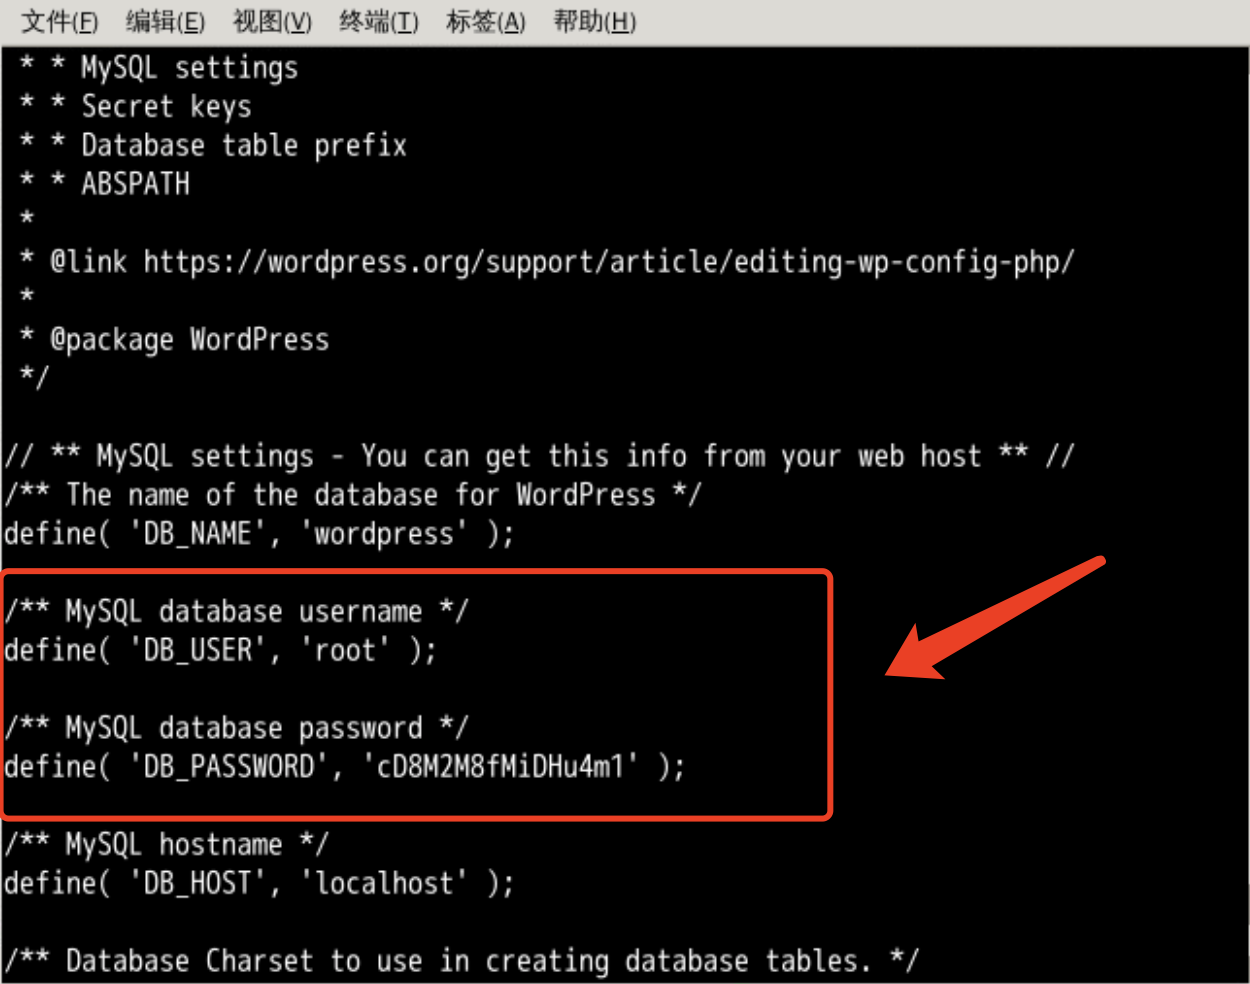 文件(F) 编辑(E) 视图(V) 终端(T) 标签(A) 帮助(H)
* * MySQL settings
* * Secret keys
* * Database table prefix
* * ABSPATH
*
* @link https://wordpress.org/support/article/editing-wp-config-php/
*
* @package WordPress
*/
// ** MySQL settings - You can get this info from your web host ** //
/** The name of the database for WordPress */
define( 'DB_NAME', 'wordpress' );
/** MySQL database username */
define( 'DB_USER', 'root' );
/** MySQL database password */
define( 'DB_PASSWORD', 'cD8M2M8fMiDHu4m1' );
/** MySQL hostname */
define( 'DB_HOST', 'localhost' );
/** Database Charset to use in creating database tables. */